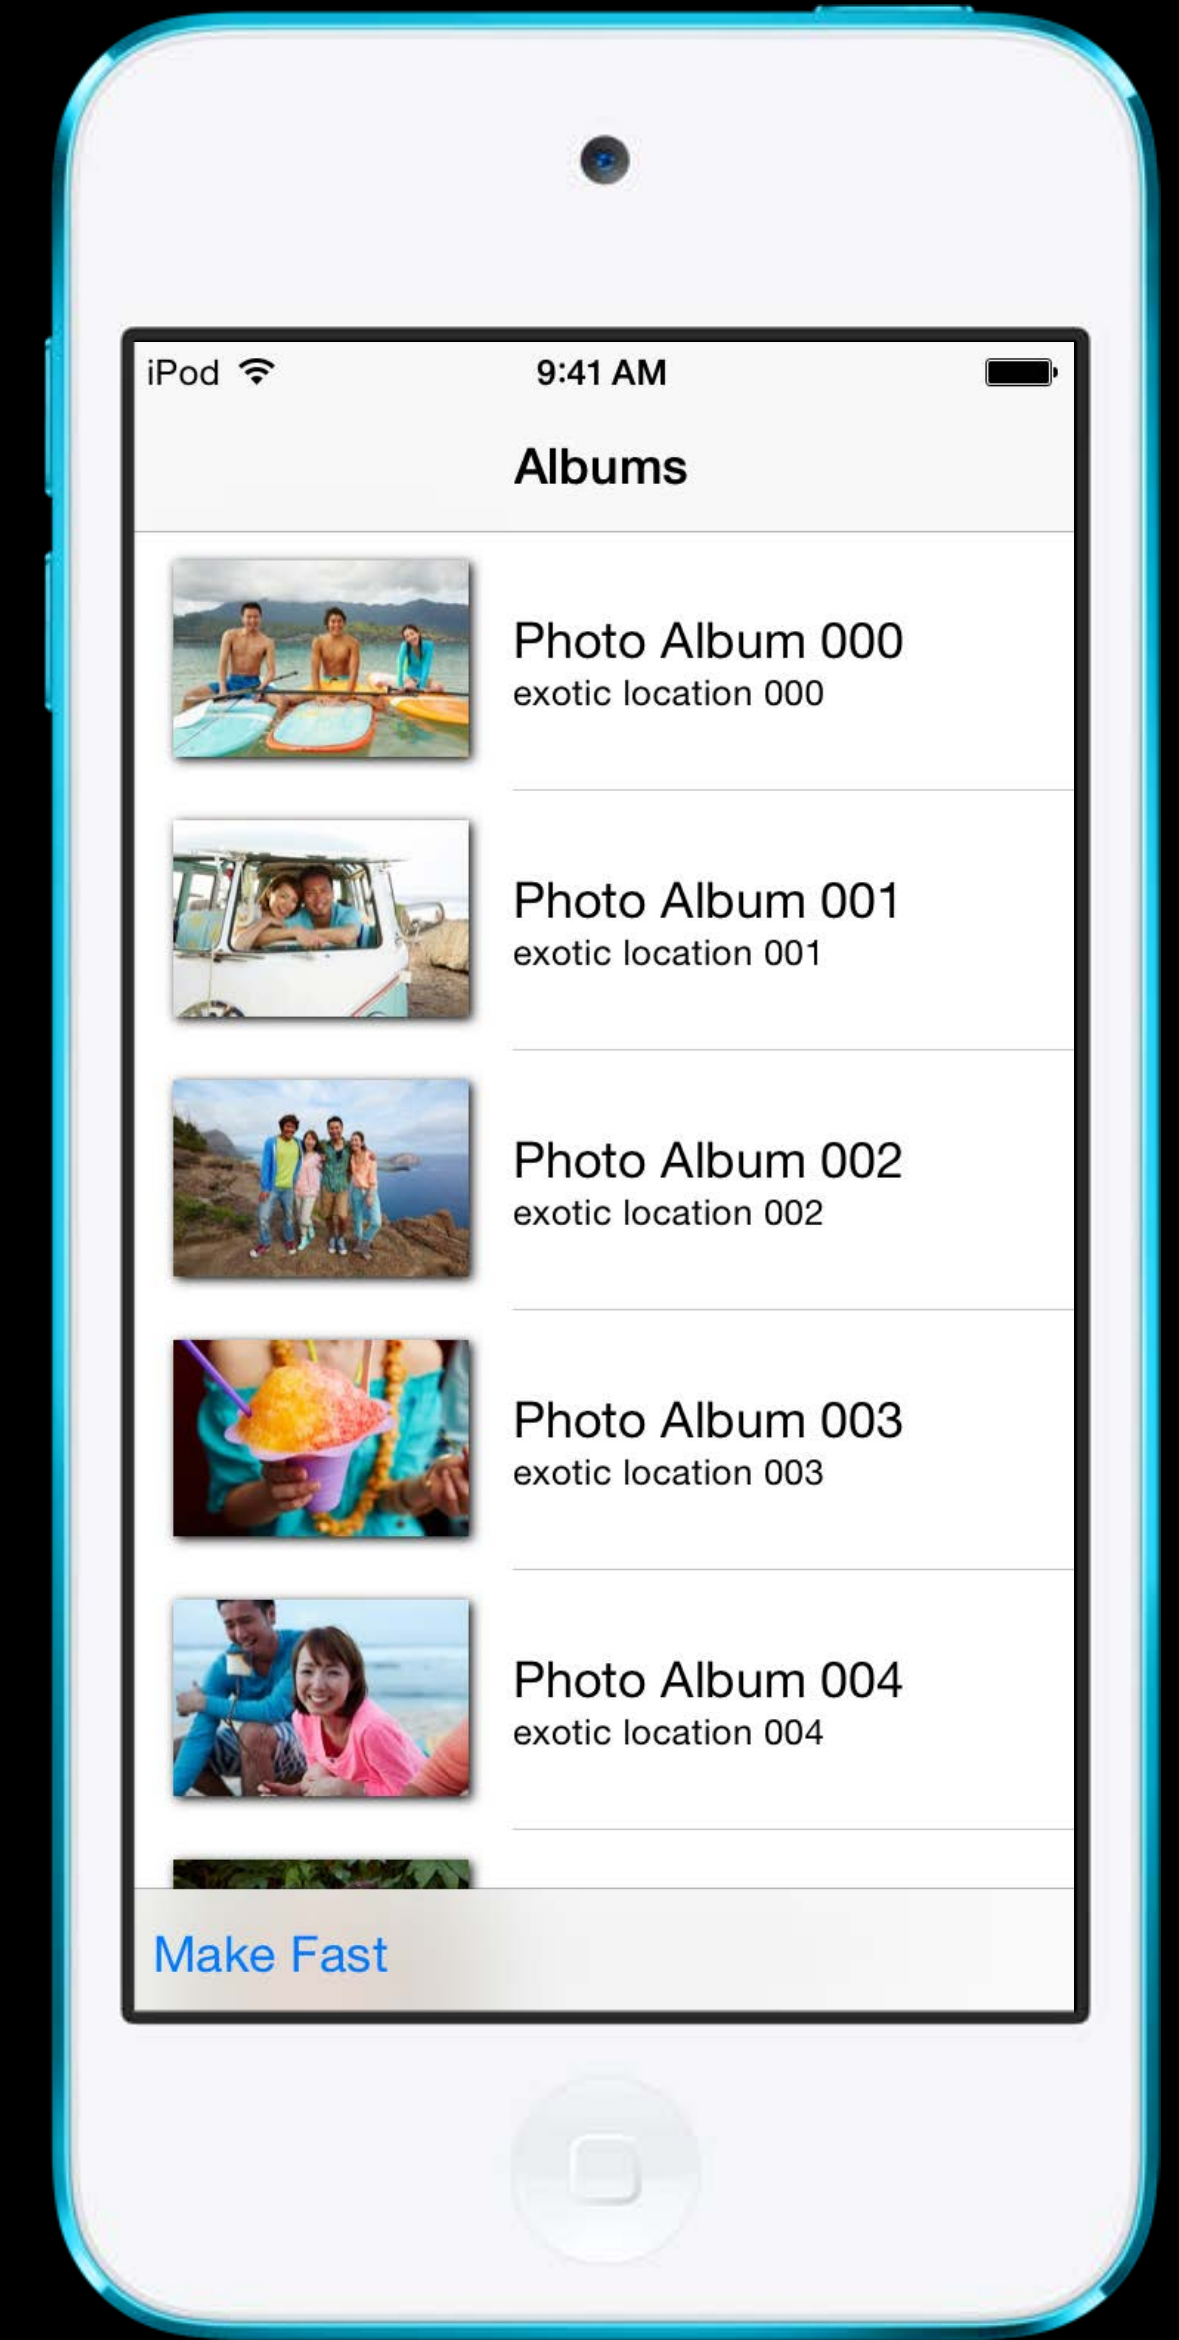 iPod 9:41 AM
Albums
Photo Album 000
exotic location 000
Photo Album 001
exotic location 001
Photo Album 002
exotic location 002
Photo Album 003
exotic location 003
Photo Album 004
exotic location 004
Make Fast